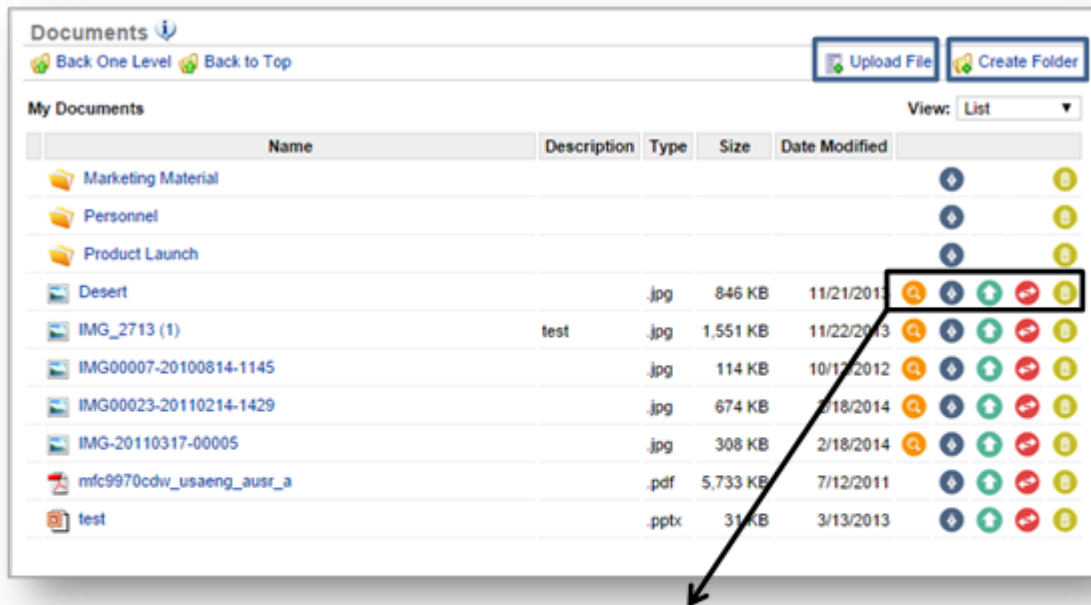 Documents
Back One Level Back to Top Upload File Create Folder
My Documents View: List
Name Description Type Size Date Modified
Marketing Material
Personnel
Product Launch
Desert .jpg 846 KB 11/21/2013
IMG_2713 (1) test .jpg 1,551 KB 11/22/2013
IMG00007-20100814-1145 .jpg 114 KB 2012
IMG00023-20110214-1429 .jpg 674 KB /18/2014
IMG-20110317-00005 .jpg 308 KB 2/18/2014
mfc9970cdw_usaeng_ausr_a .pdf 5,733 KB 7/12/2011
test .pptx 31 KB 3/13/2013